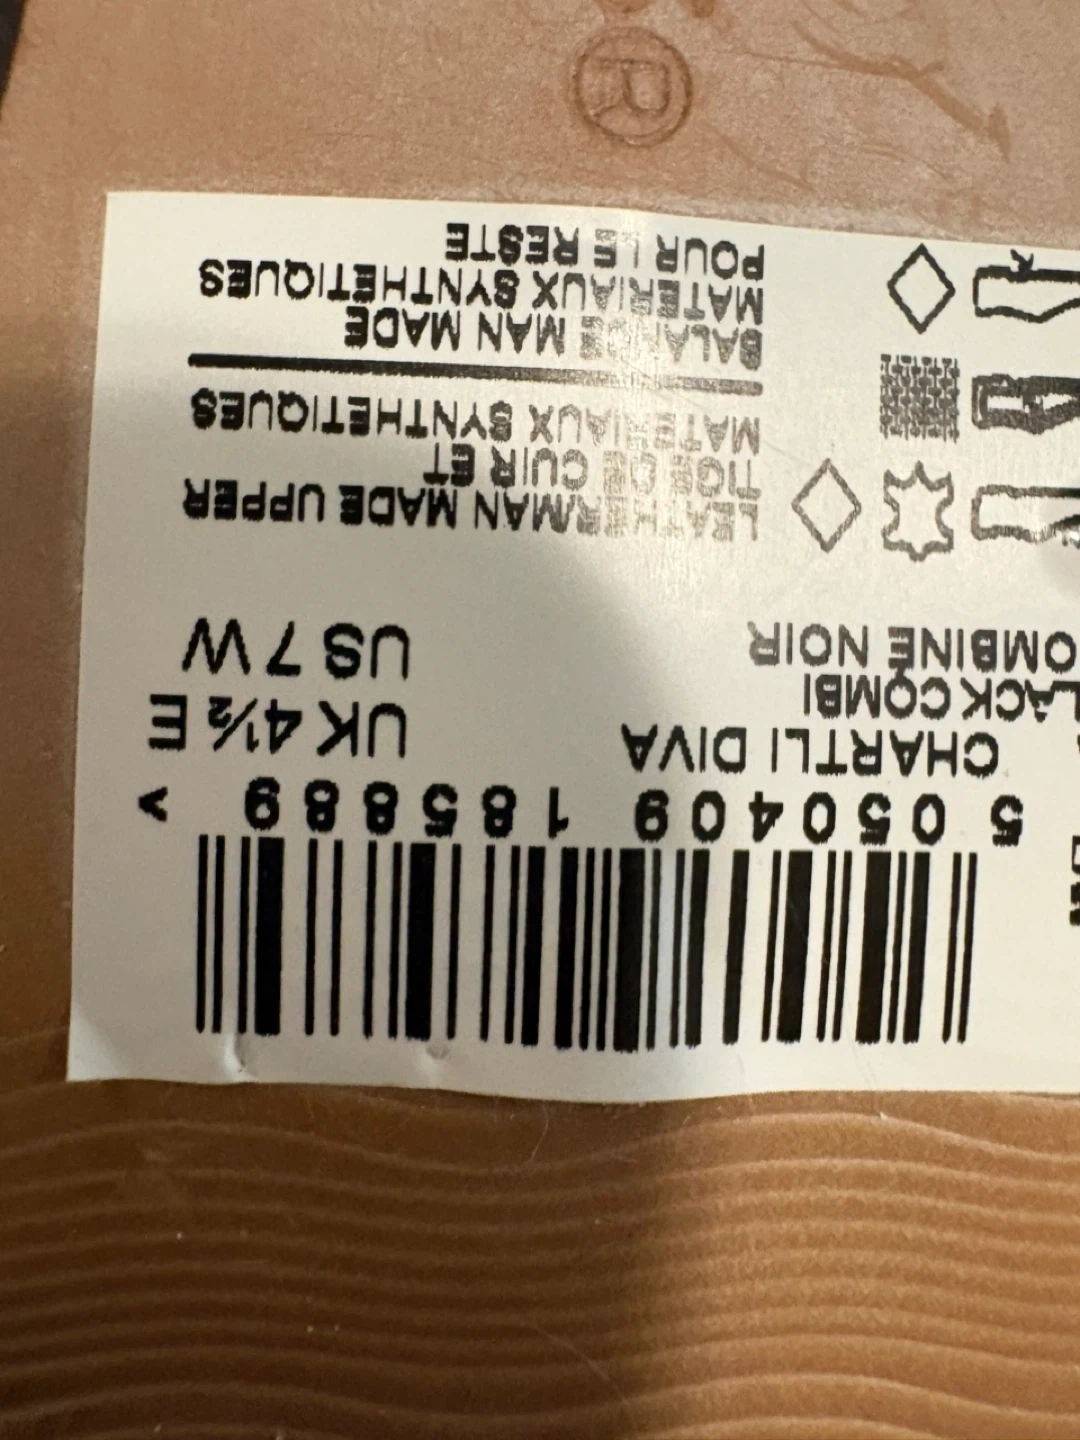 5 050409 185889 >
CHARTLI DIVA
LACK COMBI
OMBINE NOIR
UK 4½ E
US 7 W
LEATHER/MAN MADE UPPER
TIGE DE CUIR ET
MATERIAUX SYNTHETIQUES
BALANCE MAN MADE
MATERIAUX SYNTHETIQUES
POUR LE RESTE
®